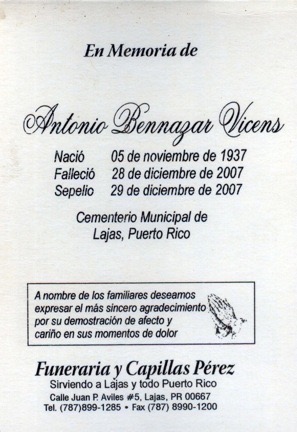 En Memoria de
Antonio Bennazar Vicens
Nació 05 de noviembre de 1937
Falleció 28 de diciembre de 2007
Sepelio 29 de diciembre de 2007
Cementerio Municipal de
Lajas, Puerto Rico
A nombre de los familiares deseamos
expresar el más sincero agradecimiento
por su demostración de afecto y
cariño en sus momentos de dolor
Funeraria y Capillas Pérez
Sirviendo a Lajas y todo Puerto Rico
Calle Juan P. Aviles #5, Lajas, PR 00667
Tel. (787)899-1285 • Fax (787) 8990-1200